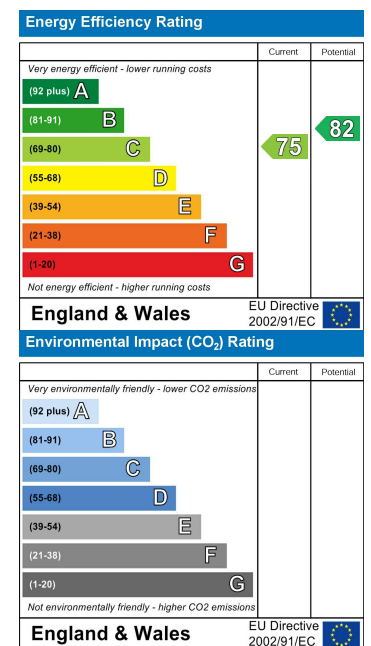 Energy Efficiency Rating
Current Potential
Very energy efficient - lower running costs
(92 plus) A
(81-91) B
82
(69-80) C
75
(55-68) D
(39-54) E
(21-38) F
(1-20) G
Not energy efficient - higher running costs
England & Wales
EU Directive
2002/91/EC
Environmental Impact (CO₂) Rating
Current Potential
Very environmentally friendly - lower CO2 emissions
(92 plus) A
(81-91) B
(69-80) C
(55-68) D
(39-54) E
(21-38) F
(1-20) G
Not environmentally friendly - higher CO2 emissions
England & Wales
EU Directive
2002/91/EC